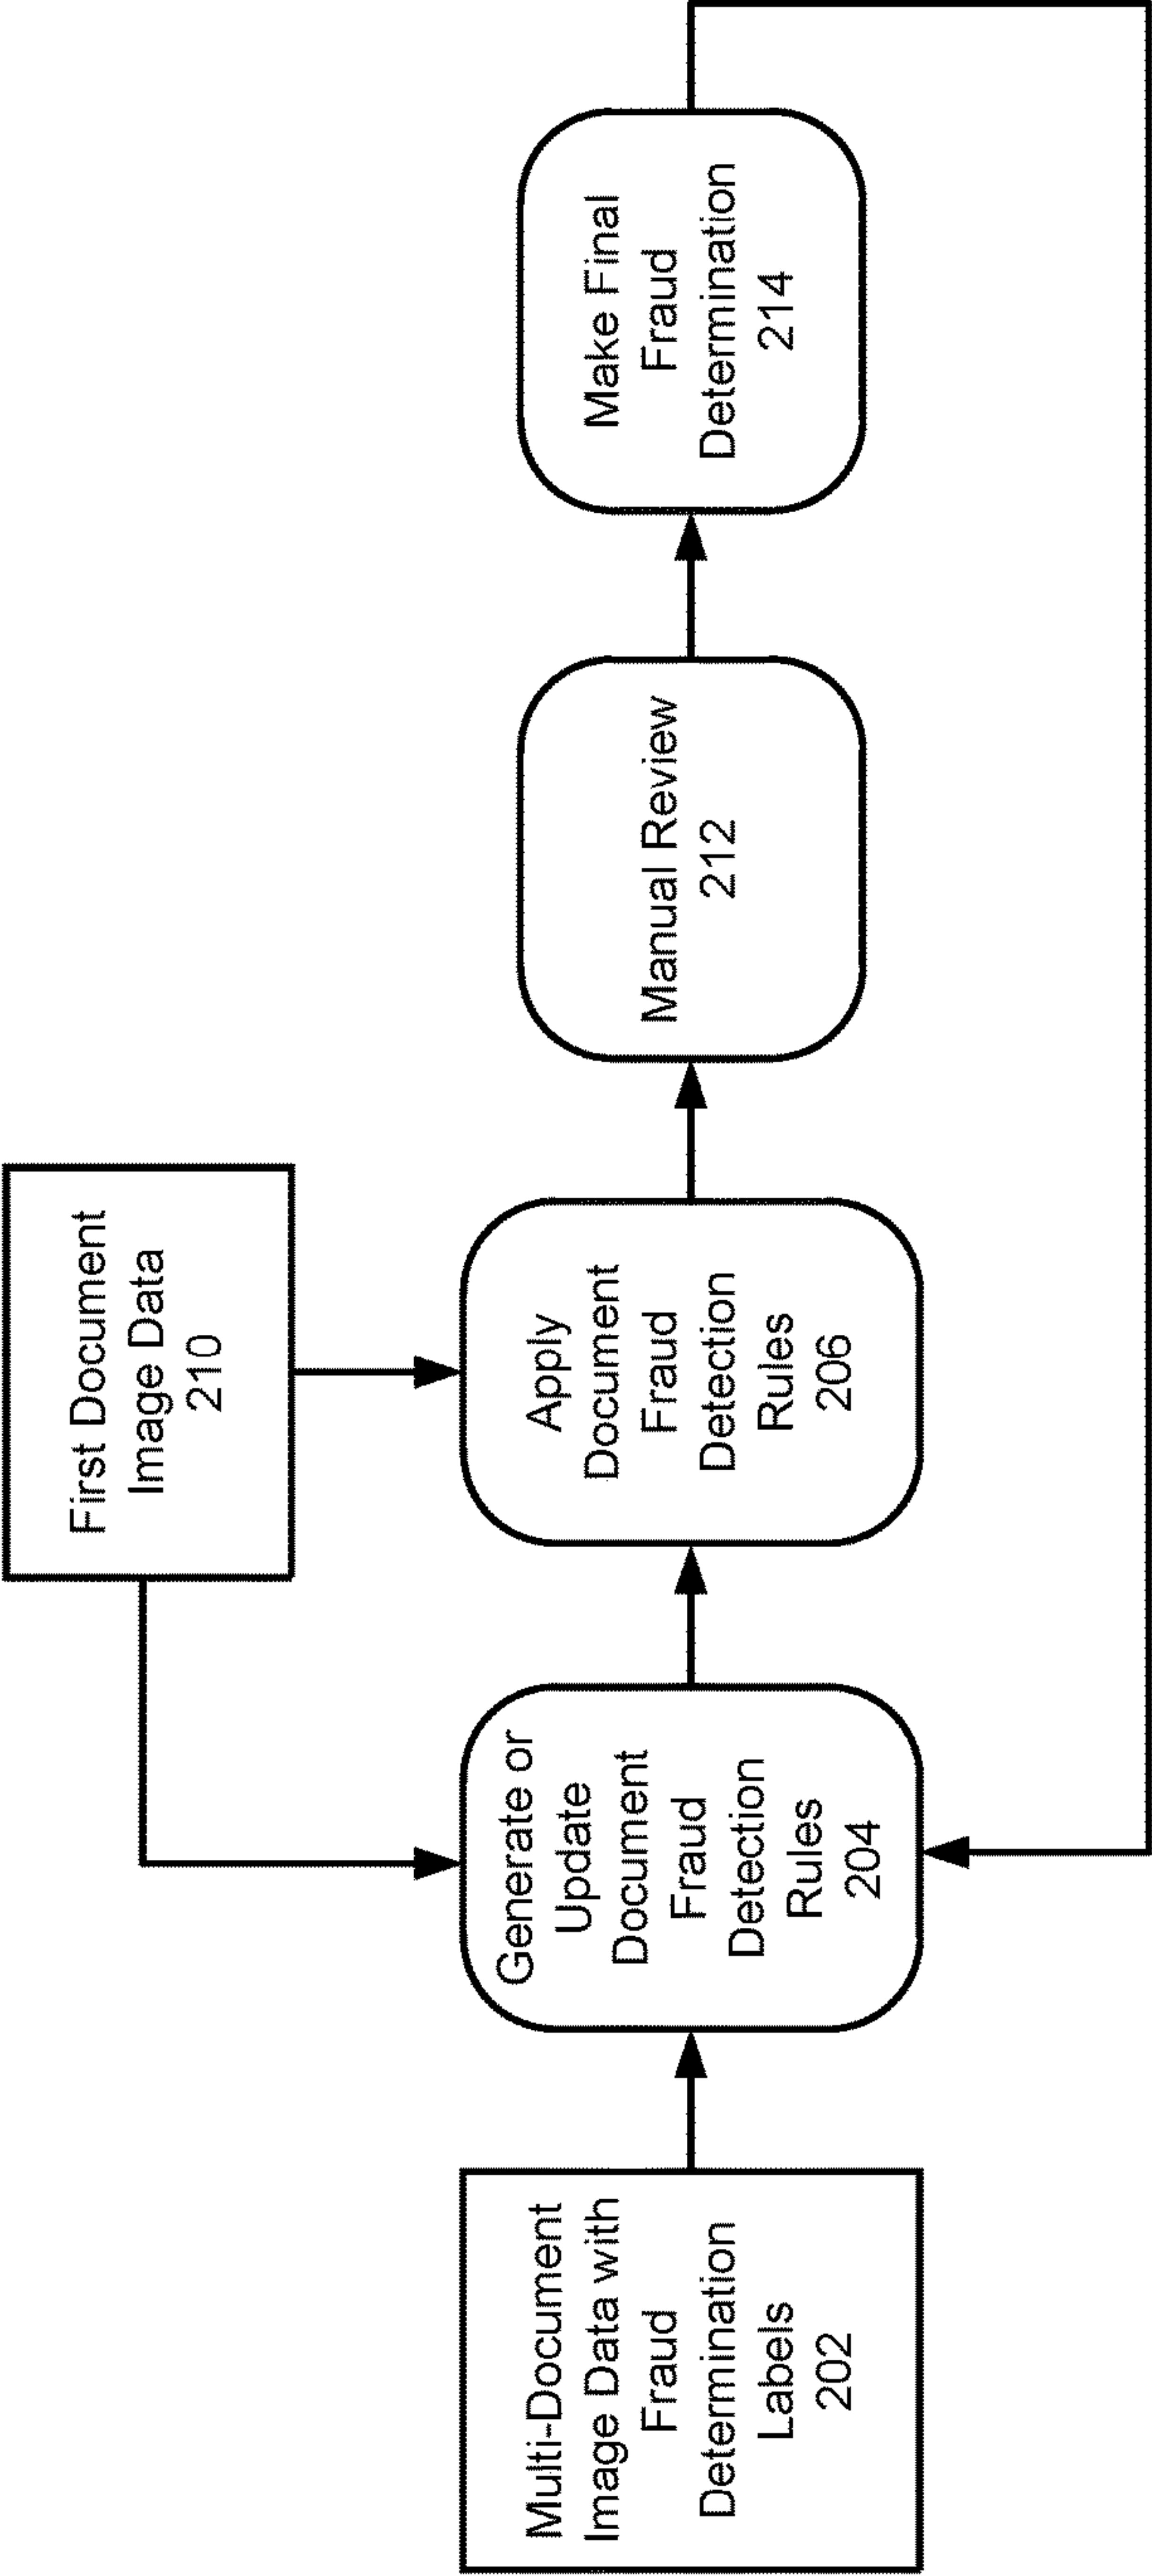 First Document
Image Data
210
Multi-Document
Image Data with
Fraud
Determination
Labels
202
Generate or
Update
Document
Fraud
Detection
Rules
204
Apply
Document
Fraud
Detection
Rules
206
Manual Review
212
Make Final
Fraud
Determination
214